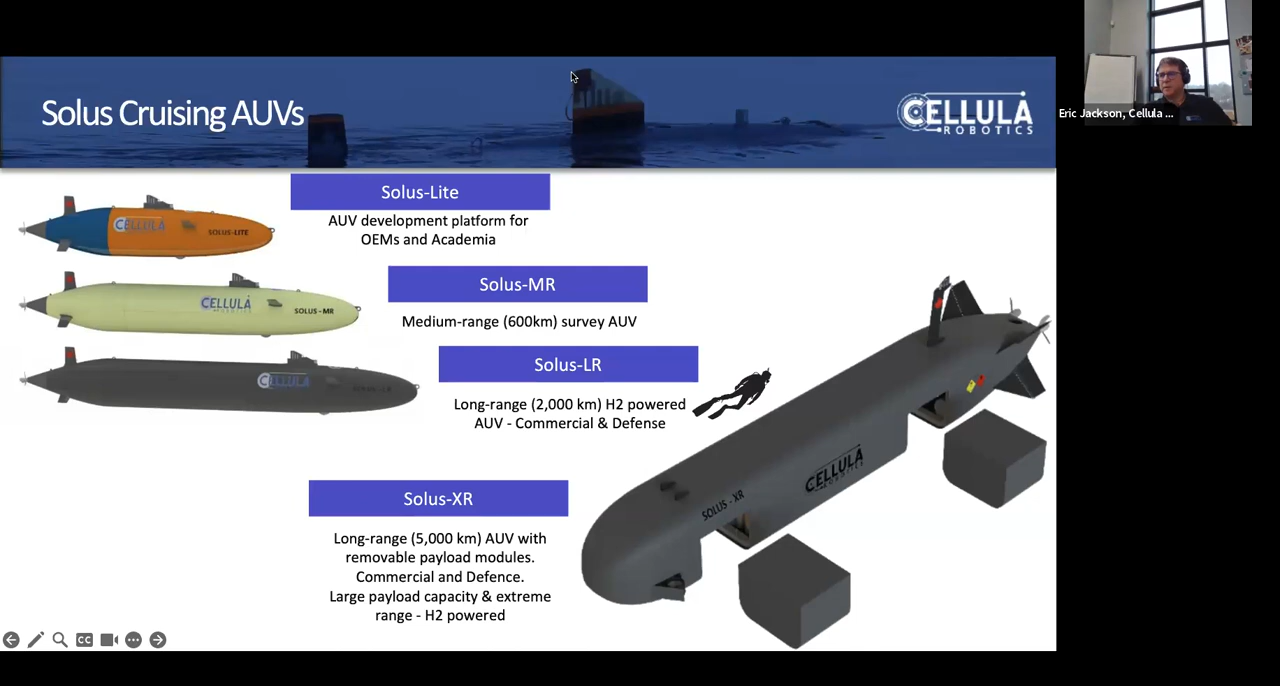 Solus Cruising AUVs
CELLULA
ROBOTICS
Eric Jackson, Cellula ...
Solus-Lite
AUV development platform for
OEMs and Academia
CELLULA
SOLUS-LITE
Solus-MR
Medium-range (600km) survey AUV
CELLULA
SOLUS - MR
Solus-LR
Long-range (2,000 km) H2 powered
AUV - Commercial & Defense
CELLULA
Solus-XR
Long-range (5,000 km) AUV with
removable payload modules.
Commercial and Defence.
Large payload capacity & extreme
range - H2 powered
CELLULA
ROBOTICS
SOLUS - XR
CC